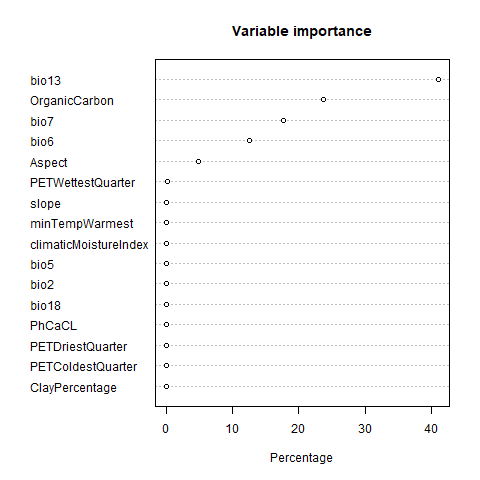 Variable importance
bio13
OrganicCarbon
bio7
bio6
Aspect
PETWettestQuarter
slope
minTempWarmest
climaticMoistureIndex
bio5
bio2
bio18
PhCaCL
PETDriestQuarter
PETColdestQuarter
ClayPercentage
0 10 20 30 40
Percentage